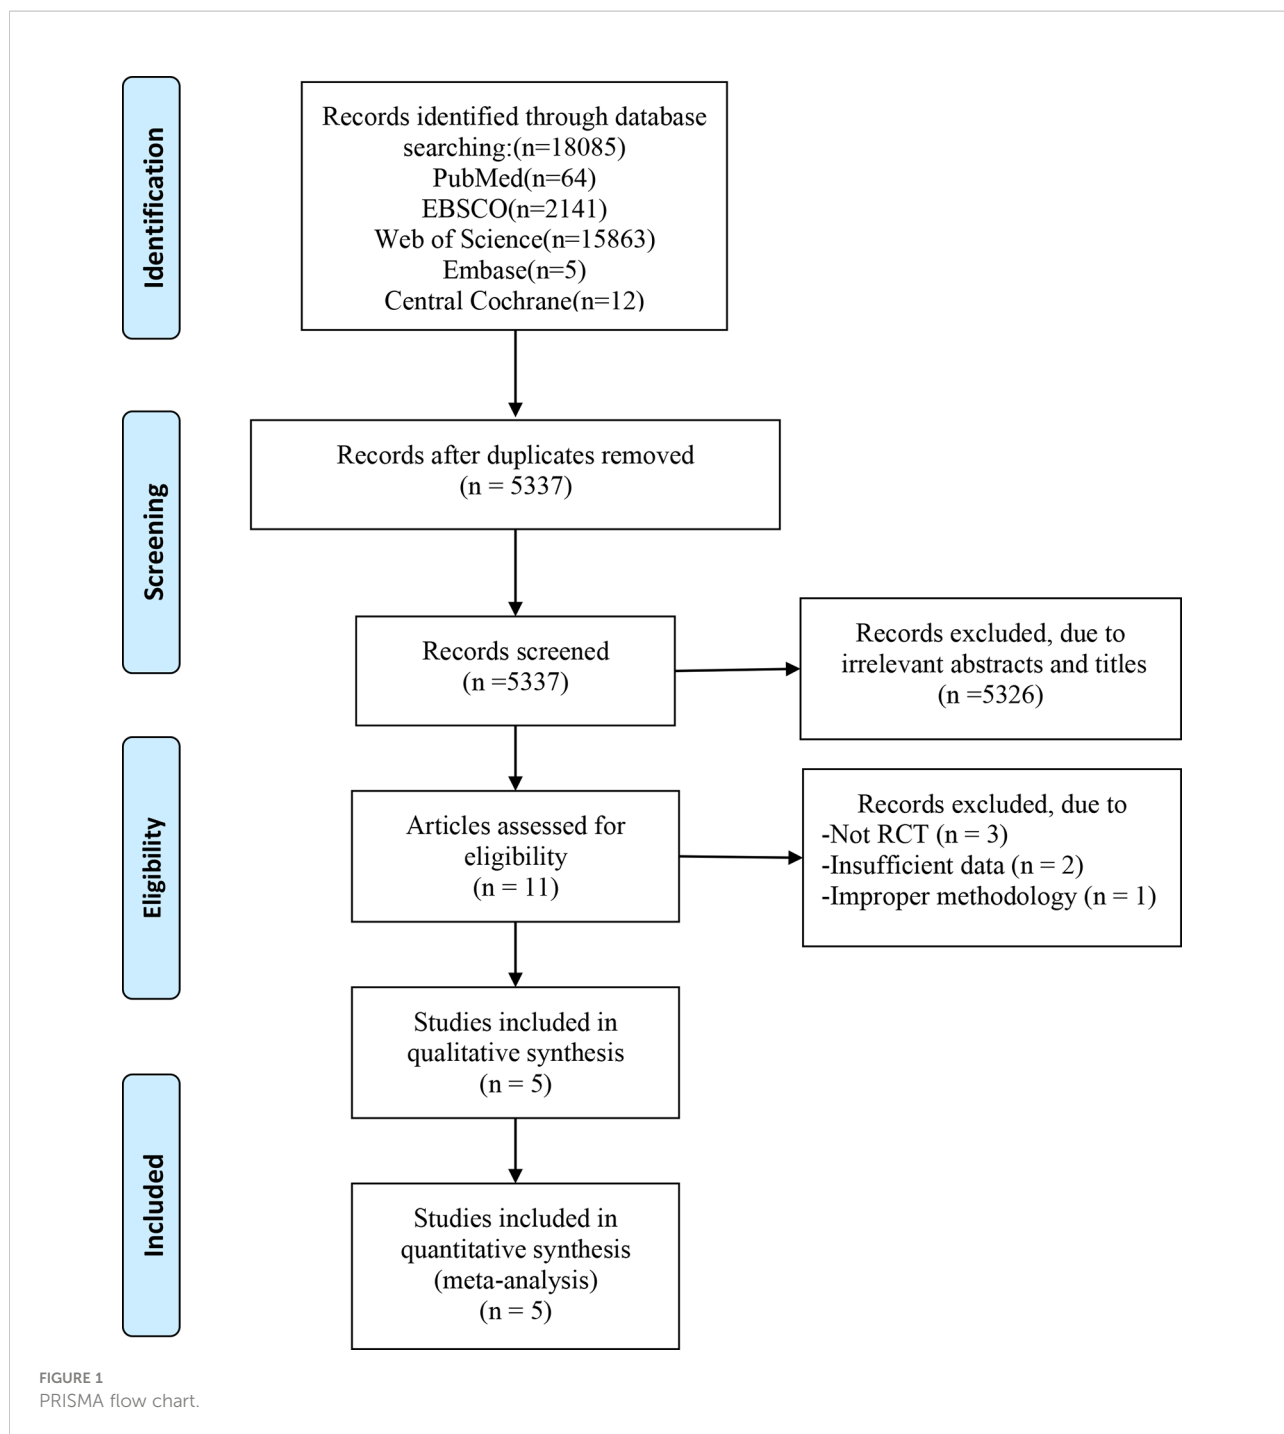 Identification
Records identified through database
searching:(n=18085)
PubMed(n=64)
EBSCO(n=2141)
Web of Science(n=15863)
Embase(n=5)
Central Cochrane(n=12)
Screening
Records after duplicates removed
(n = 5337)
Records screened
(n =5337)
Records excluded, due to
irrelevant abstracts and titles
(n =5326)
Eligibility
Articles assessed for
eligibility
(n = 11)
Records excluded, due to
-Not RCT (n = 3)
-Insufficient data (n = 2)
-Improper methodology (n = 1)
Studies included in
qualitative synthesis
(n = 5)
Included
Studies included in
quantitative synthesis
(meta-analysis)
(n = 5)
FIGURE 1
PRISMA flow chart.